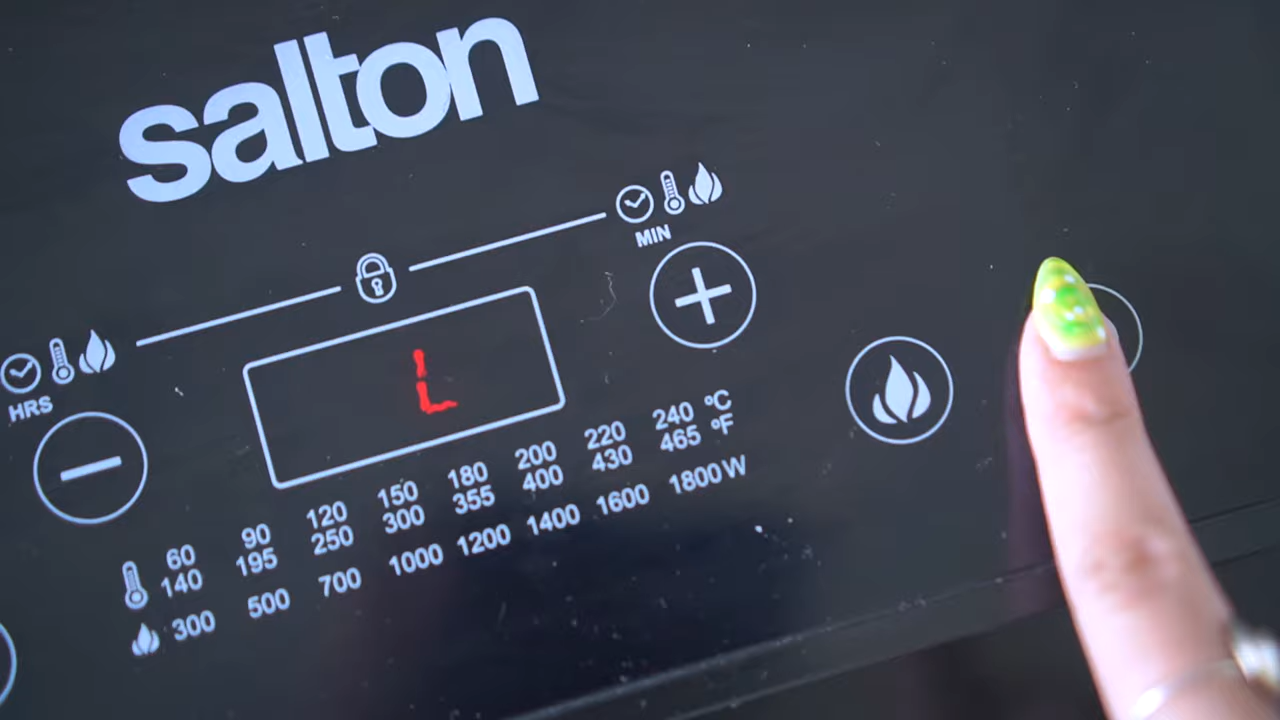 salton
MIN
HRS
L
60 90 120 150 180 200 220 240 °C
140 195 250 300 355 400 430 465 °F
300 500 700 1000 1200 1400 1600 1800 W